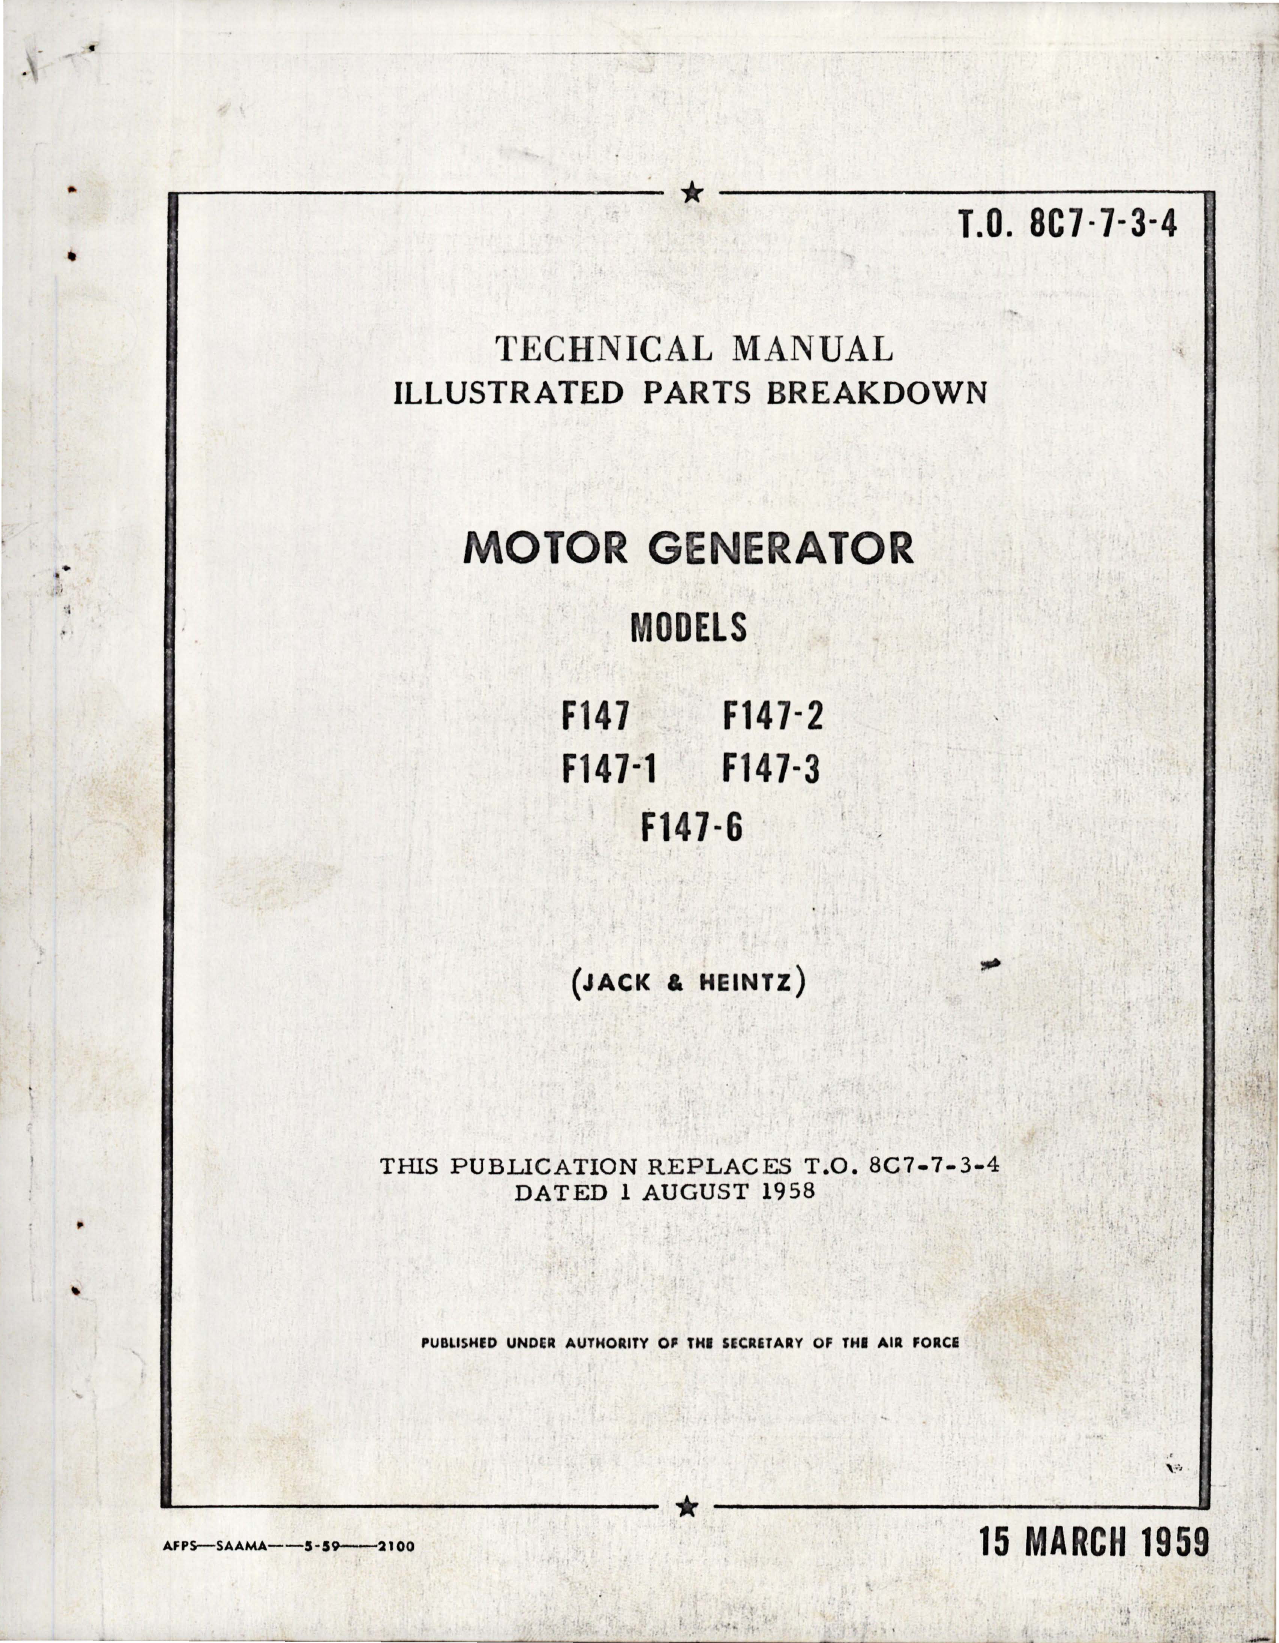 T.O. 8C7-7-3-4
TECHNICAL MANUAL
ILLUSTRATED PARTS BREAKDOWN
MOTOR GENERATOR
MODELS
F147 F147-2
F147-1 F147-3
F147-6
(JACK & HEINTZ)
THIS PUBLICATION REPLACES T.O. 8C7-7-3-4
DATED 1 AUGUST 1958
PUBLISHED UNDER AUTHORITY OF THE SECRETARY OF THE AIR FORCE
AFPS—SAAMA——5-59——2100
15 MARCH 1959